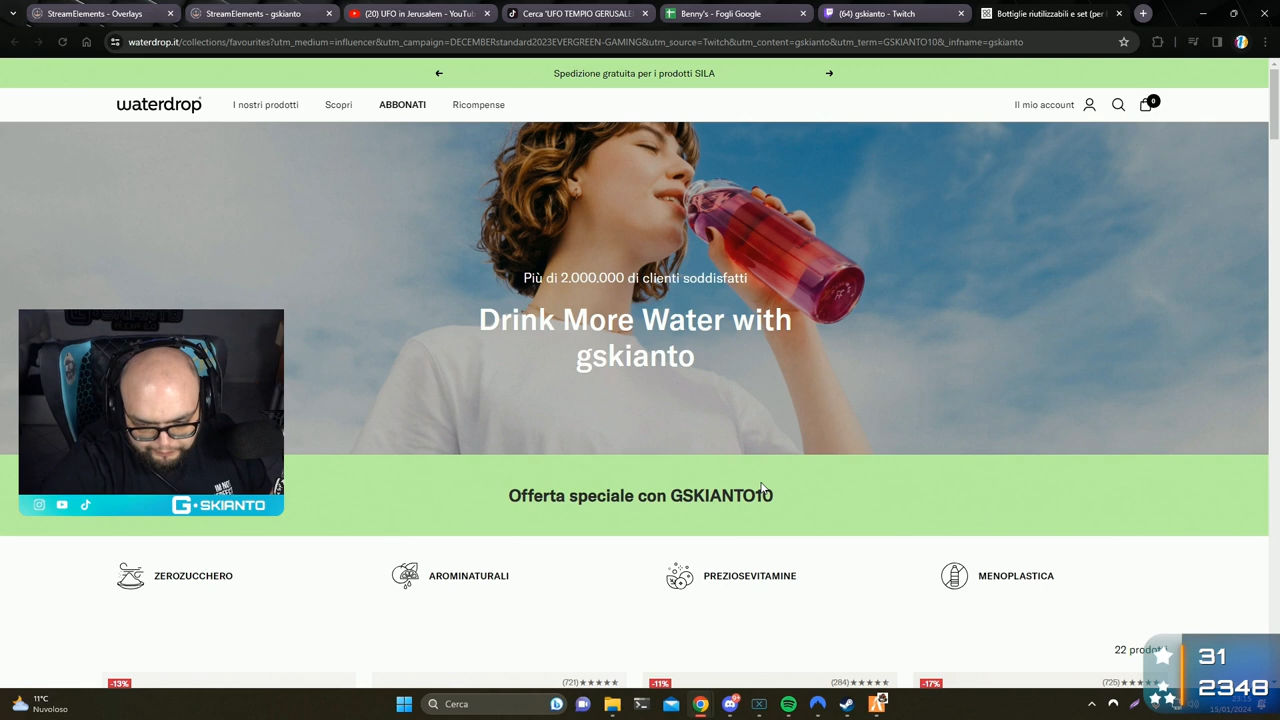 StreamElements - Overlays
StreamElements - gskianto
(20) UFO in Jerusalem - YouTu
Cerca 'UFO TEMPIO GERUSALE
Benny's - Fogli Google
(64) gskianto - Twitch
Bottiglie riutilizzabili e set (per l
waterdrop.it/collections/favourites?utm_medium=influencer&utm_campaign=DECEMBERstandard2023EVERGREEN-GAMING&utm_source=Twitch&utm_content=gskianto&utm_term=GSKIANTO10&_infname=gskianto
Spedizione gratuita per i prodotti SILA
waterdrop
I nostri prodotti
Scopri
ABBONATI
Ricompense
Il mio account
0
Più di 2.000.000 di clienti soddisfatti
Drink More Water with
gskianto
G·SKIANTO
Offerta speciale con GSKIANTO10
ZEROZUCCHERO
AROMINATURALI
PREZIOSEVITAMINE
MENOPLASTICA
22 prodotti
31
2348
-13%
(721)
-11%
(284)
-17%
(725)
11°C
Nuvoloso
Cerca
15/01/2024